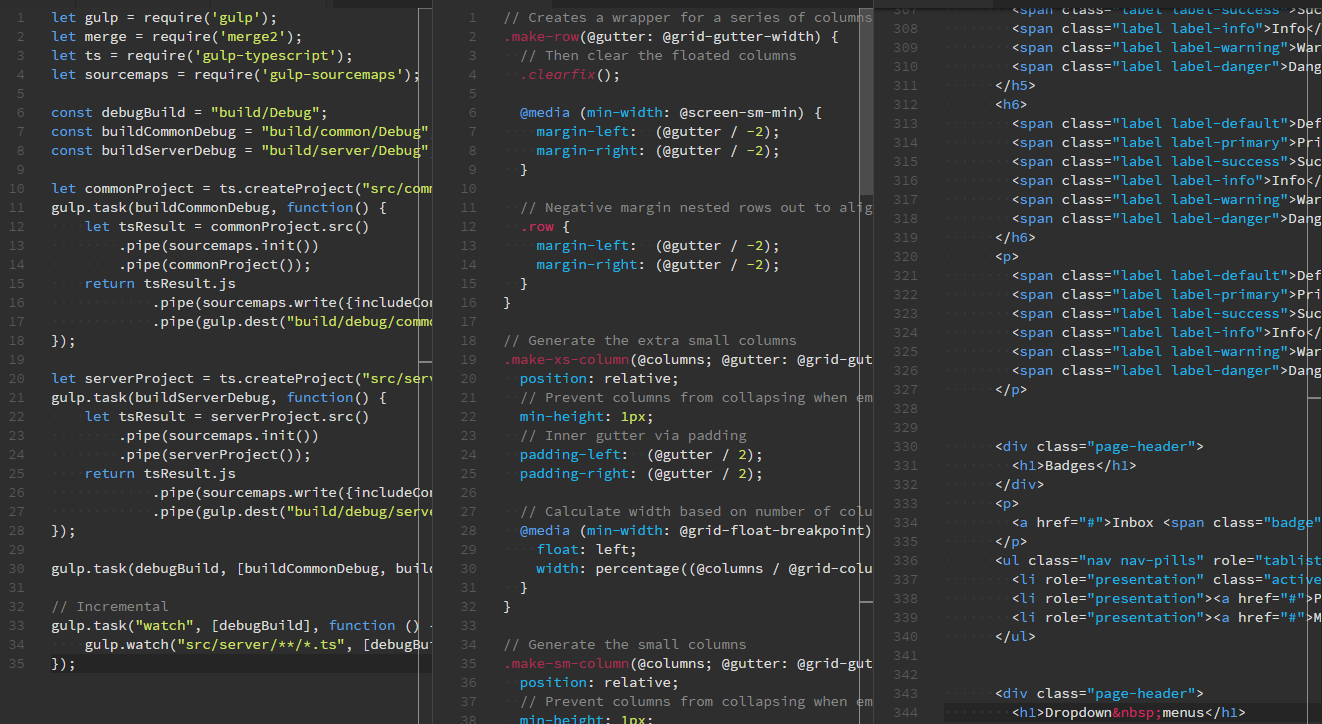 1 let gulp = require('gulp');
2 let merge = require('merge2');
3 let ts = require('gulp-typescript');
4 let sourcemaps = require('gulp-sourcemaps');
5
6 const debugBuild = "build/Debug";
7 const buildCommonDebug = "build/common/Debug"
8 const buildServerDebug = "build/server/Debug"
9
10 let commonProject = ts.createProject("src/com
11 gulp.task(buildCommonDebug, function() {
12     let tsResult = commonProject.src()
13         .pipe(sourcemaps.init())
14         .pipe(commonProject());
15     return tsResult.js
16             .pipe(sourcemaps.write({includeCo
17             .pipe(gulp.dest("build/debug/comm
18 });
19
20 let serverProject = ts.createProject("src/ser
21 gulp.task(buildServerDebug, function() {
22     let tsResult = serverProject.src()
23         .pipe(sourcemaps.init())
24         .pipe(serverProject());
25     return tsResult.js
26             .pipe(sourcemaps.write({includeCo
27             .pipe(gulp.dest("build/debug/serv
28 });
29
30 gulp.task(debugBuild, [buildCommonDebug, buil
31
32 // Incremental
33 gulp.task("watch", [debugBuild], function ()
34     gulp.watch("src/server/**/*.ts", [debugBu
35 });
1 // Creates a wrapper for a series of columns
2 .make-row(@gutter: @grid-gutter-width) {
3   // Then clear the floated columns
4   .clearfix();
5
6   @media (min-width: @screen-sm-min) {
7     margin-left:  (@gutter / -2);
8     margin-right: (@gutter / -2);
9   }
10
11   // Negative margin nested rows out to alig
12   .row {
13     margin-left:  (@gutter / -2);
14     margin-right: (@gutter / -2);
15   }
16 }
17
18 // Generate the extra small columns
19 .make-xs-column(@columns; @gutter: @grid-gut
20   position: relative;
21   // Prevent columns from collapsing when em
22   min-height: 1px;
23   // Inner gutter via padding
24   padding-left:  (@gutter / 2);
25   padding-right: (@gutter / 2);
26
27   // Calculate width based on number of colu
28   @media (min-width: @grid-float-breakpoint)
29     float: left;
30     width: percentage((@columns / @grid-colu
31   }
32 }
33
34 // Generate the small columns
35 .make-sm-column(@columns; @gutter: @grid-gut
36   position: relative;
37   // Prevent columns from collapsing when em
38   min-height: 1px;
307 <span class="label label-success">Suc
308 <span class="label label-info">Info</
309 <span class="label label-warning">War
310 <span class="label label-danger">Dang
311 </h5>
312 <h6>
313 <span class="label label-default">Def
314 <span class="label label-primary">Pri
315 <span class="label label-success">Suc
316 <span class="label label-info">Info</
317 <span class="label label-warning">War
318 <span class="label label-danger">Dang
319 </h6>
320 <p>
321 <span class="label label-default">Def
322 <span class="label label-primary">Pri
323 <span class="label label-success">Suc
324 <span class="label label-info">Info</
325 <span class="label label-warning">War
326 <span class="label label-danger">Dang
327 </p>
328
329
330 <div class="page-header">
331 <h1>Badges</h1>
332 </div>
333 <p>
334 <a href="#">Inbox <span class="badge"
335 </p>
336 <ul class="nav nav-pills" role="tablist
337 <li role="presentation" class="active
338 <li role="presentation"><a href="#">P
339 <li role="presentation"><a href="#">M
340 </ul>
341
342
343 <div class="page-header">
344 <h1>Dropdown&nbsp;menus</h1>